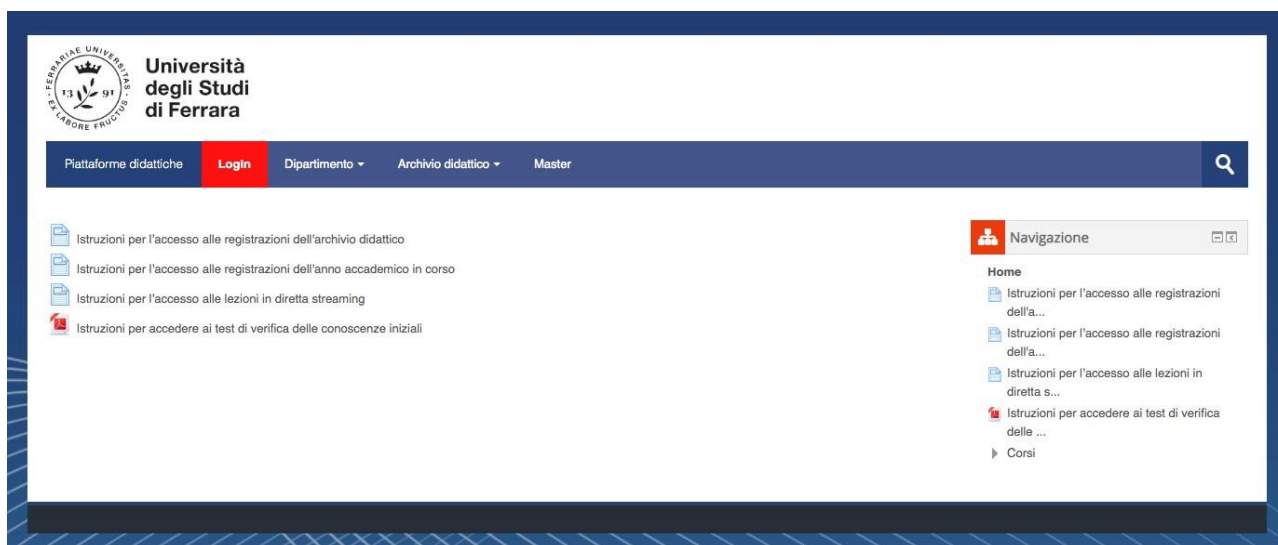 FERRARIAE UNIVERSITAS · EX LABORE FRUCTUS ·
13 91
Università
degli Studi
di Ferrara
Piattaforme didattiche Login Dipartimento Archivio didattico Master
Istruzioni per l'accesso alle registrazioni dell'archivio didattico
Istruzioni per l'accesso alle registrazioni dell'anno accademico in corso
Istruzioni per l'accesso alle lezioni in diretta streaming
Istruzioni per accedere ai test di verifica delle conoscenze iniziali
Navigazione
Home
Istruzioni per l'accesso alle registrazioni
dell'a...
Istruzioni per l'accesso alle registrazioni
dell'a...
Istruzioni per l'accesso alle lezioni in
diretta s...
Istruzioni per accedere ai test di verifica
delle ...
Corsi